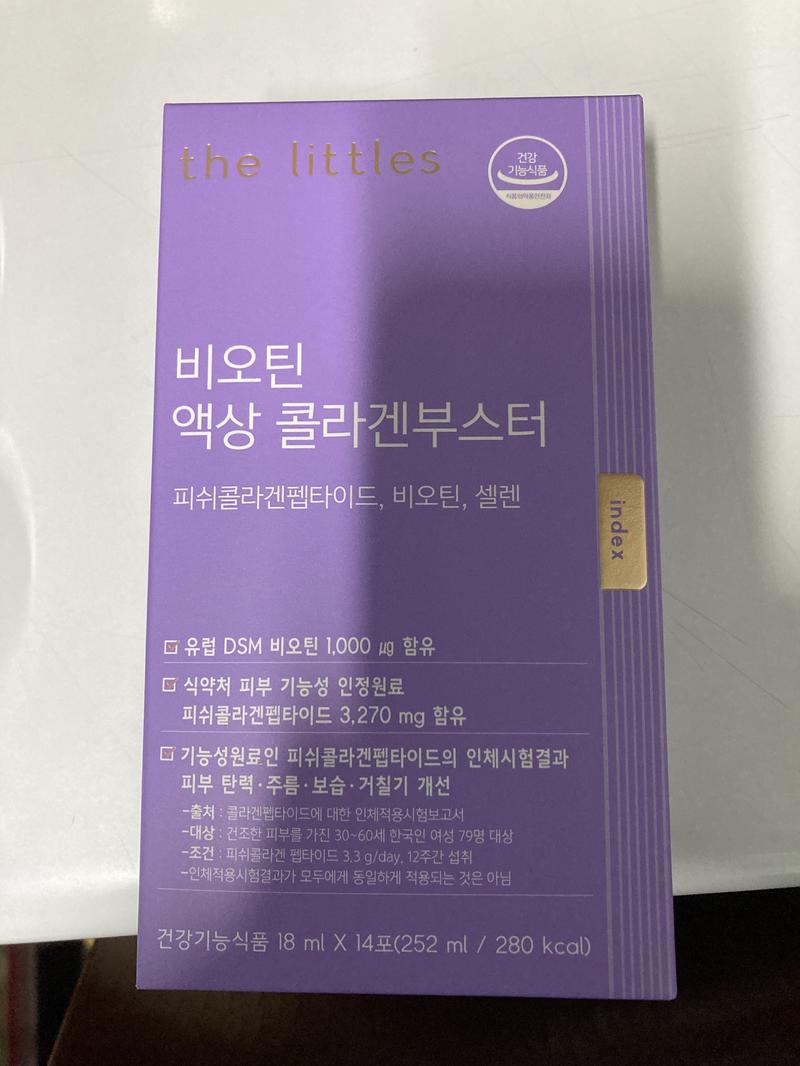 the littles
건강
기능식품
식품의약품안전처
비오틴
액상 콜라겐부스터
피쉬콜라겐펩타이드, 비오틴, 셀렌
index
유럽 DSM 비오틴 1,000 ㎍ 함유
식약처 피부 기능성 인정원료
피쉬콜라겐펩타이드 3,270 mg 함유
기능성원료인 피쉬콜라겐펩타이드의 인체시험결과
피부 탄력·주름·보습·거칠기 개선
-출처 : 콜라겐펩타이드에 대한 인체적용시험보고서
-대상 : 건조한 피부를 가진 30~60세 한국인 여성 79명 대상
-조건 : 피쉬콜라겐 펩타이드 3.3 g/day, 12주간 섭취
-인체적용시험결과가 모두에게 동일하게 적용되는 것은 아님
건강기능식품 18 ml X 14포(252 ml / 280 kcal)